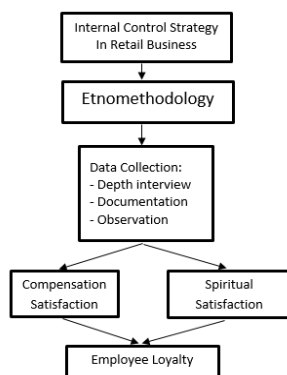 Internal Control Strategy
In Retail Business
Etnomethodology
Data Collection:
- Depth interview
- Documentation
- Observation
Compensation
Satisfaction
Spiritual
Satisfaction
Employee Loyalty